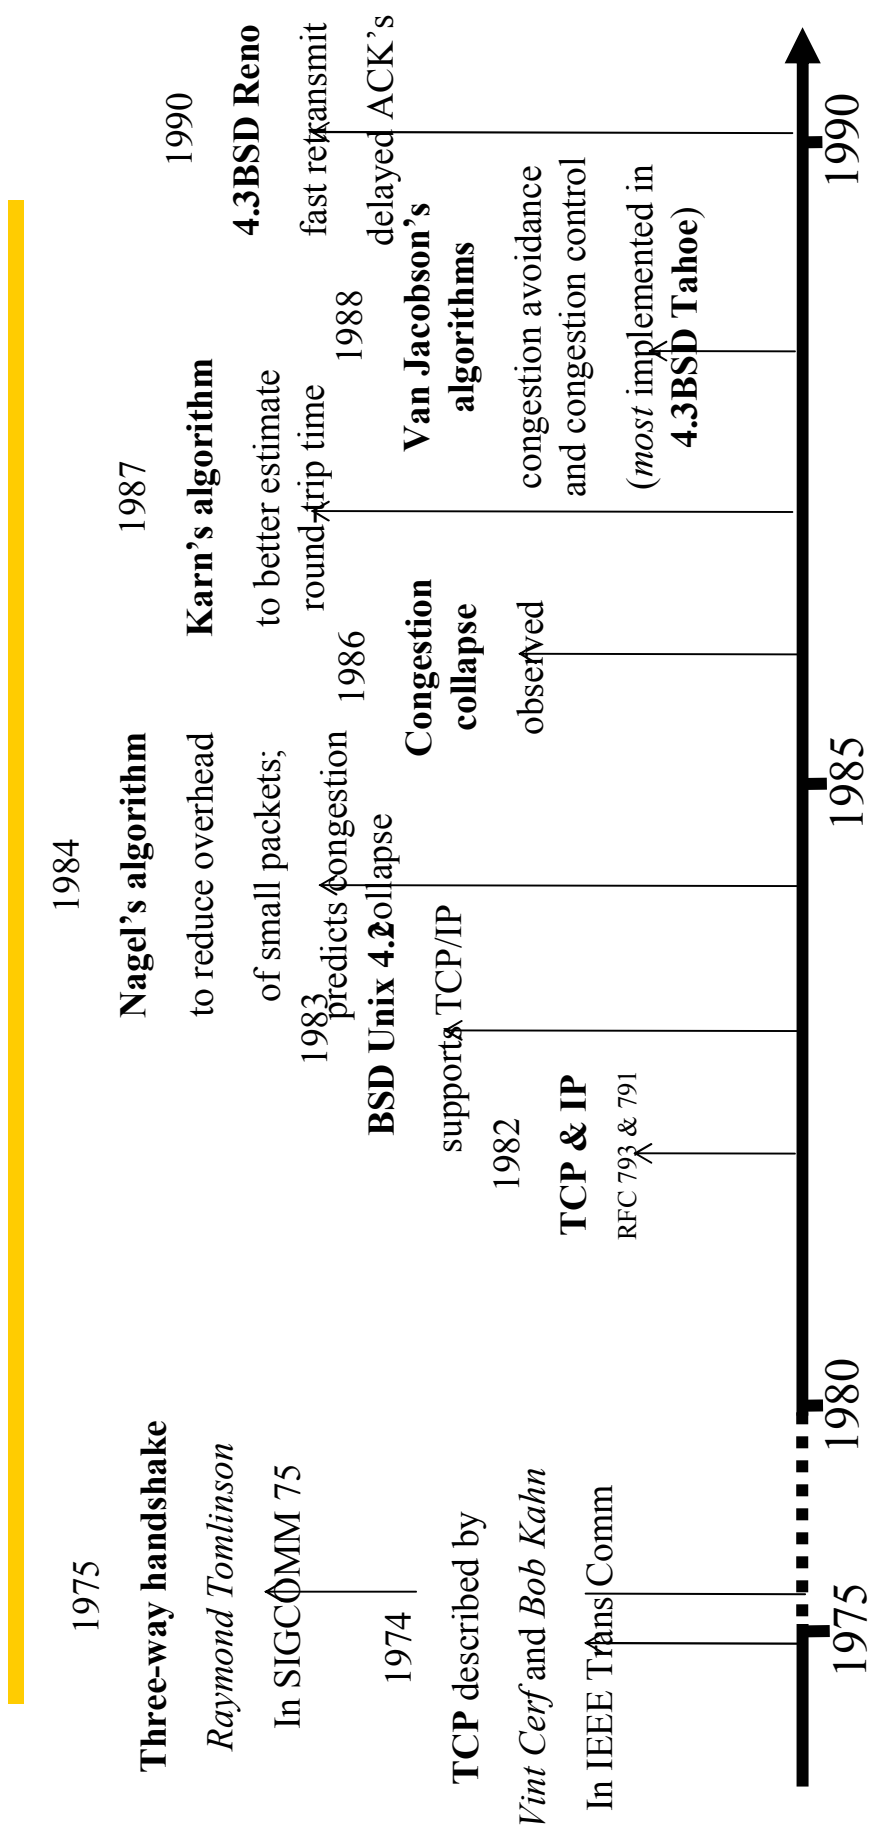 1975
Three-way handshake
Raymond Tomlinson
In SIGCOMM 75
1974
TCP described by
Vint Cerf and Bob Kahn
In IEEE Trans Comm
1982
TCP & IP
RFC 793 & 791
1983
BSD Unix 4.2
supports TCP/IP
1984
Nagel’s algorithm
to reduce overhead
of small packets;
predicts congestion
collapse
1986
Congestion
collapse
observed
1987
Karn’s algorithm
to better estimate
round-trip time
1988
Van Jacobson’s
algorithms
congestion avoidance
and congestion control
(most implemented in
4.3BSD Tahoe)
1990
4.3BSD Reno
fast retransmit
delayed ACK’s
1975
1980
1985
1990